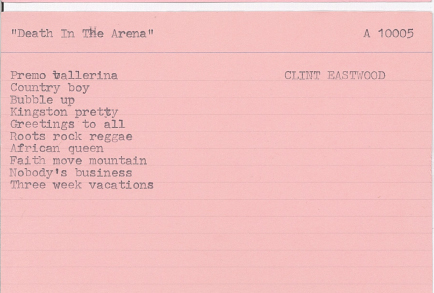 "Death In The Arena" A 10005
Premo ballerina CLINT EASTWOOD
Country boy
Bubble up
Kingston pretty
Greetings to all
Roots rock reggae
African queen
Faith move mountain
Nobody's business
Three week vacations